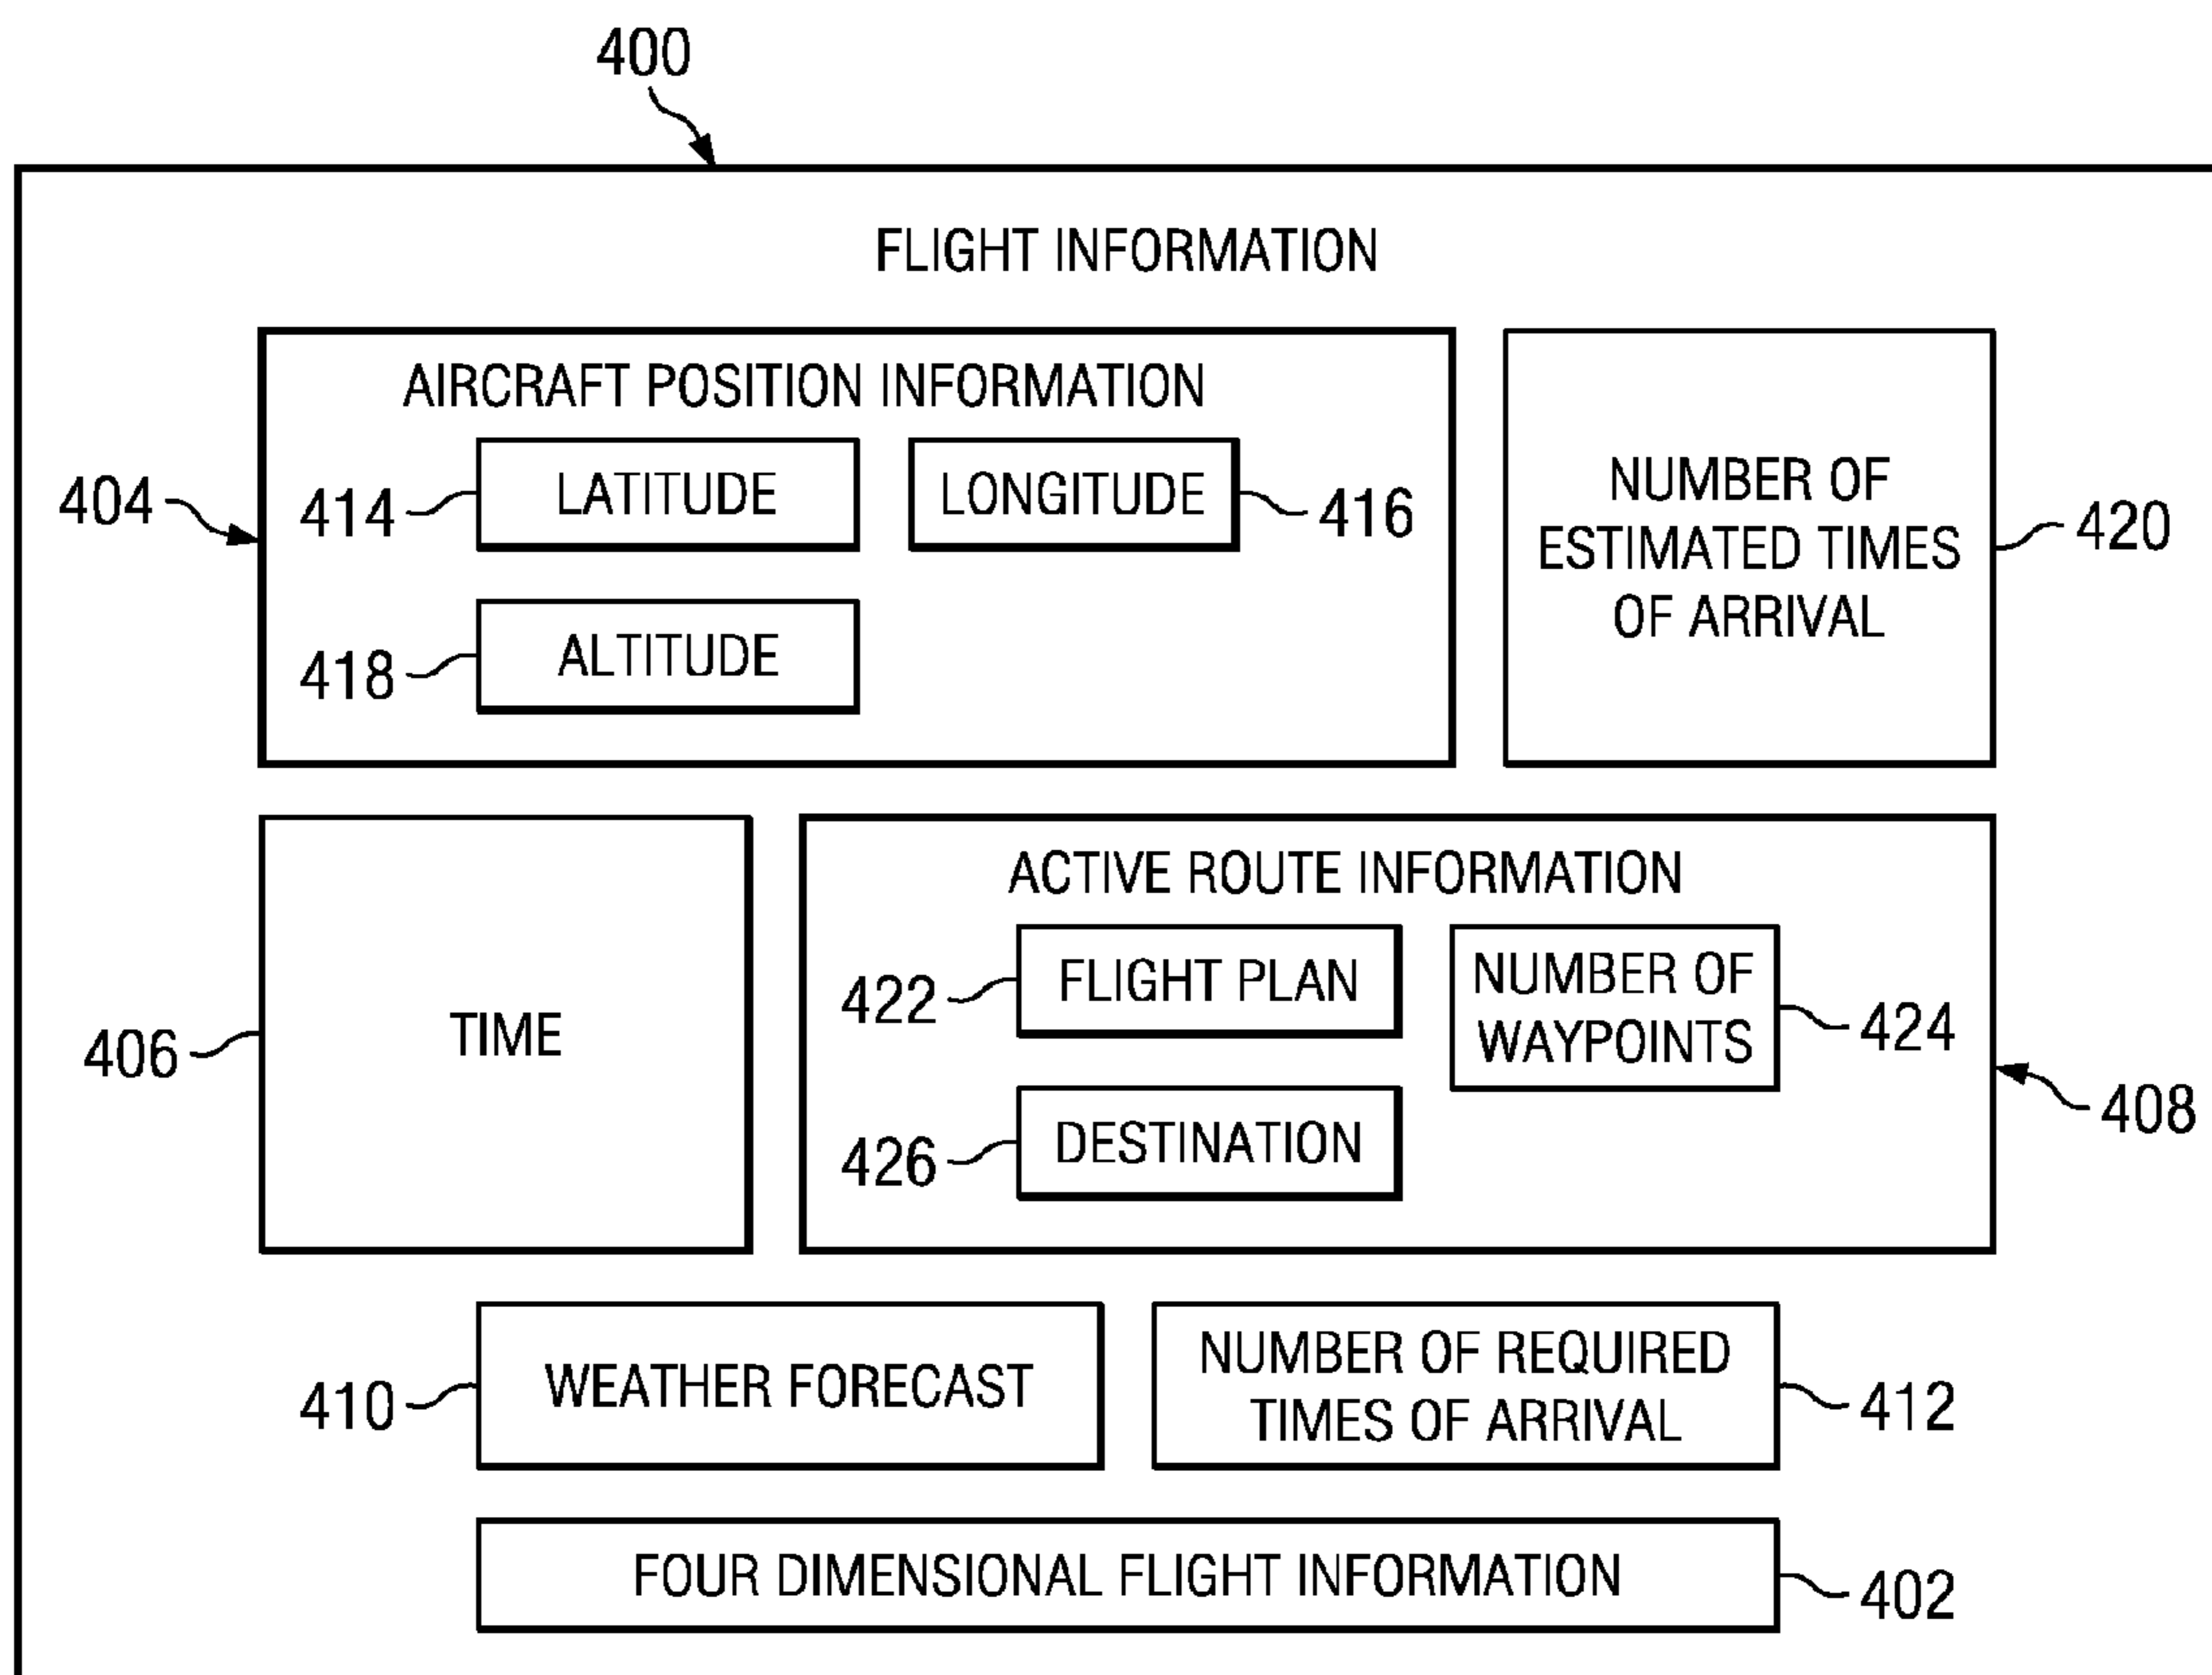 400
FLIGHT INFORMATION
AIRCRAFT POSITION INFORMATION
404
414
LATITUDE
LONGITUDE
416
418
ALTITUDE
NUMBER OF
ESTIMATED TIMES
OF ARRIVAL
420
406
TIME
ACTIVE ROUTE INFORMATION
422
FLIGHT PLAN
NUMBER OF
WAYPOINTS
424
426
DESTINATION
408
410
WEATHER FORECAST
NUMBER OF REQUIRED
TIMES OF ARRIVAL
412
FOUR DIMENSIONAL FLIGHT INFORMATION
402